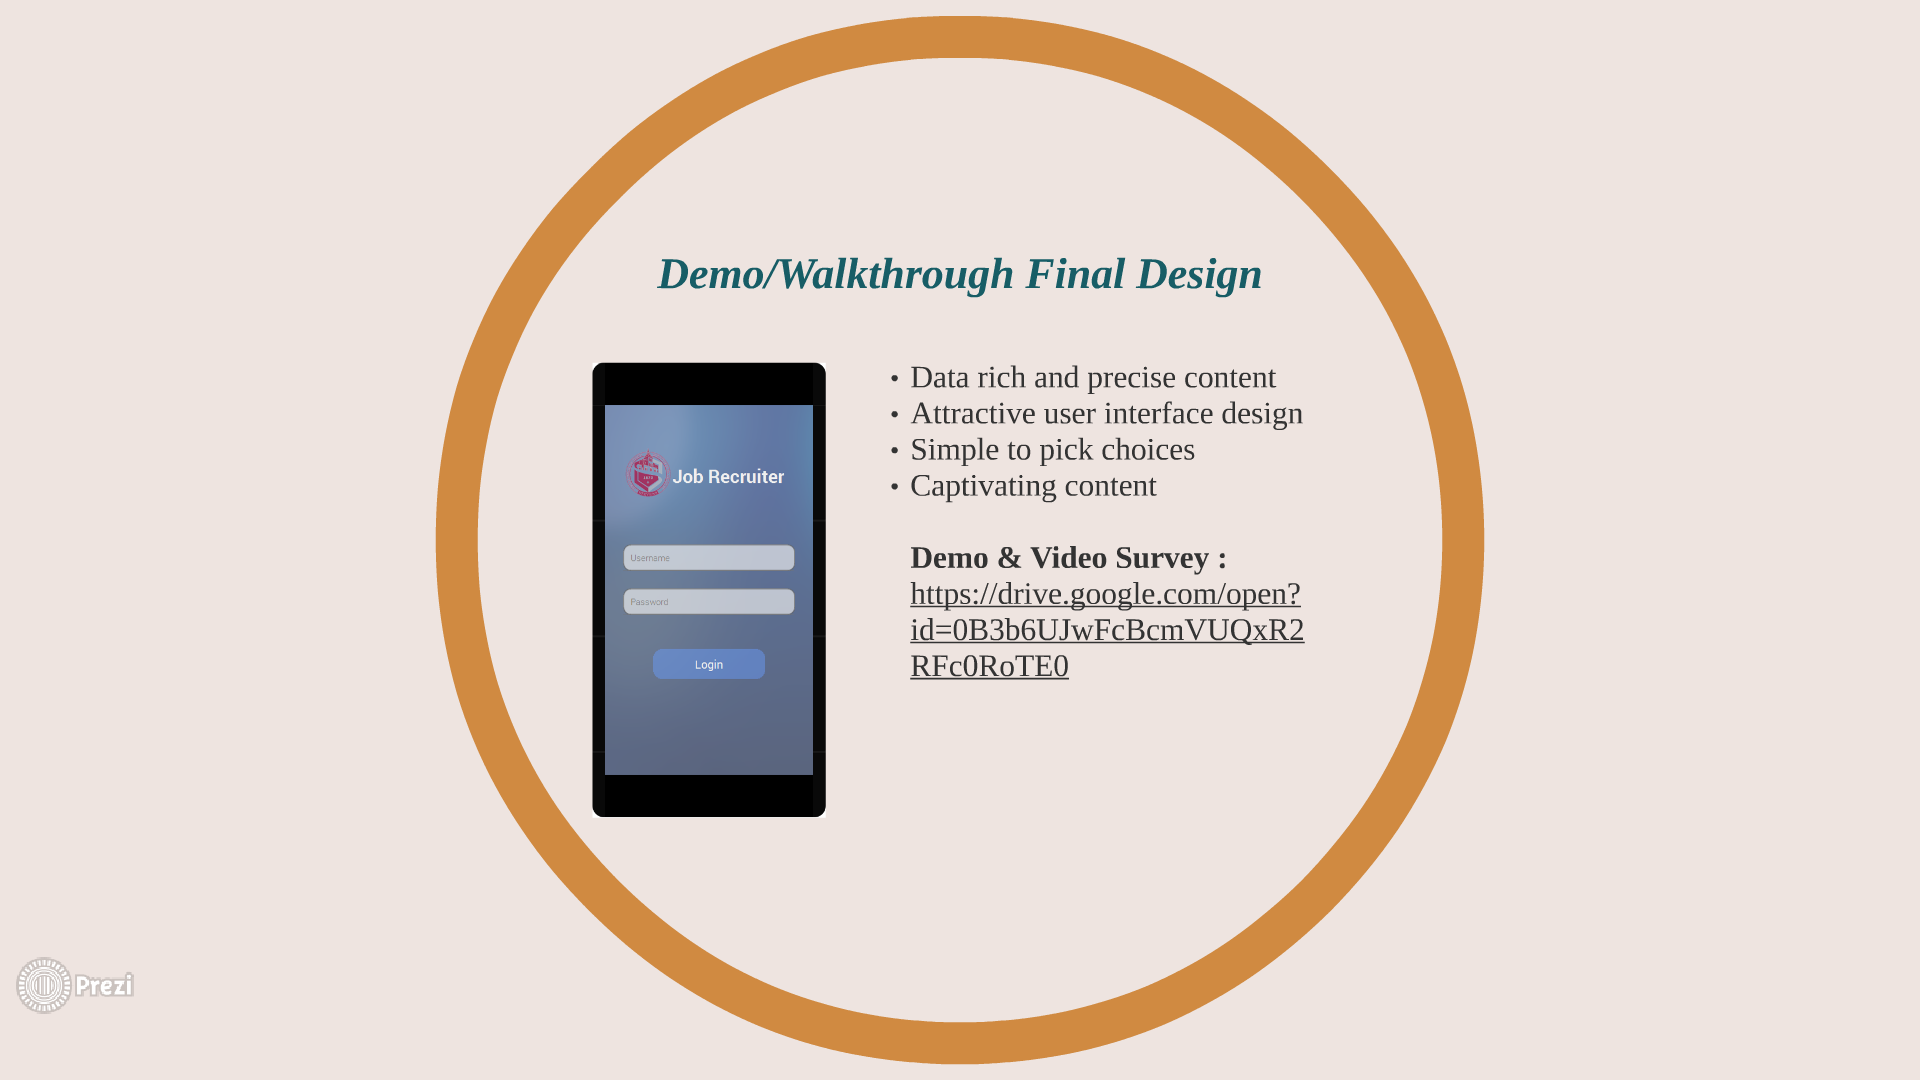 Demo/Walkthrough Final Design
• Data rich and precise content
• Attractive user interface design
• Simple to pick choices
• Captivating content
Demo & Video Survey :
https://drive.google.com/open?
id=0B3b6UJwFcBcmVUQxR2
RFc0RoTE0
Job Recruiter
Username
Password
Login
Prezi